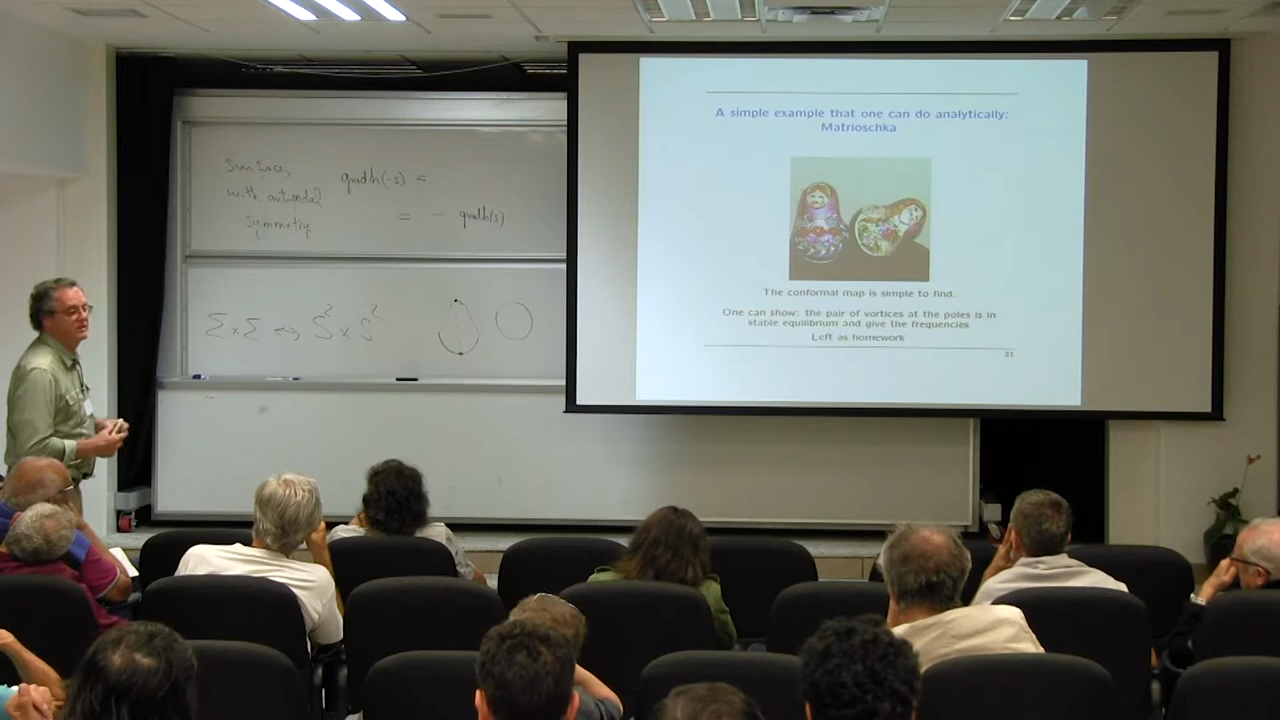 Surfaces
with antipodal
symmetry
gradh(-s) =
= - gradh(s)
Σ x Σ ↔ S² x S²
A simple example that one can do analytically:
Matrioschka
The conformal map is simple to find.
One can show: the pair of vortices at the poles is in
stable equilibrium and give the frequencies
Left as homework
31